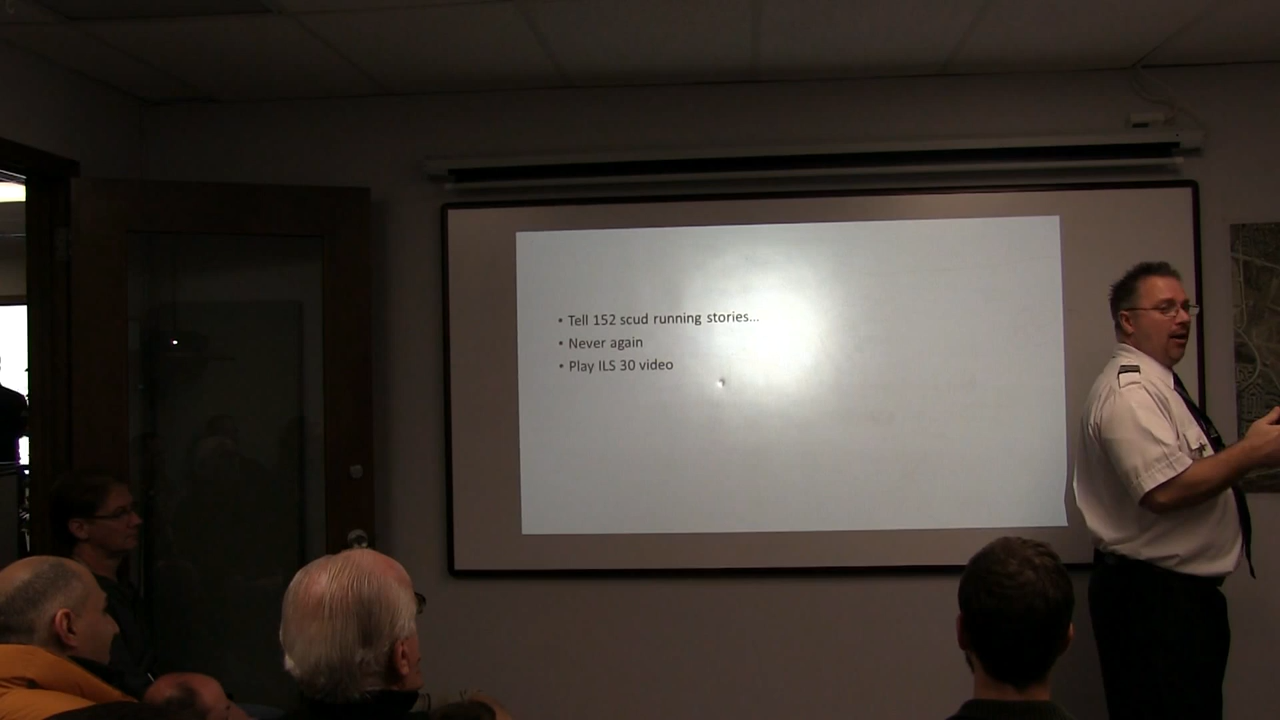 • Tell 152 scud running stories...
• Never again
• Play ILS 30 video